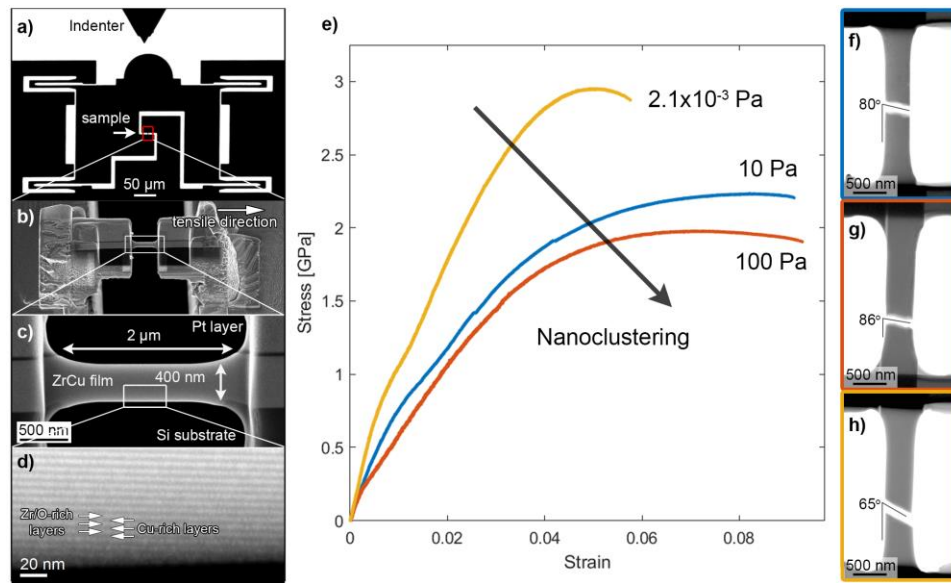 a)
Indenter
sample
50 µm
b)
tensile direction
c)
Pt layer
2 µm
ZrCu film
400 nm
500 nm
Si substrate
d)
Zr/O-rich
layers
Cu-rich layers
20 nm
e)
Stress [GPa]
3
2.5
2
1.5
1
0.5
0
0
0.02
0.04
0.06
0.08
Strain
2.1x10⁻³ Pa
10 Pa
100 Pa
Nanoclustering
f)
80°
500 nm
g)
86°
500 nm
h)
65°
500 nm